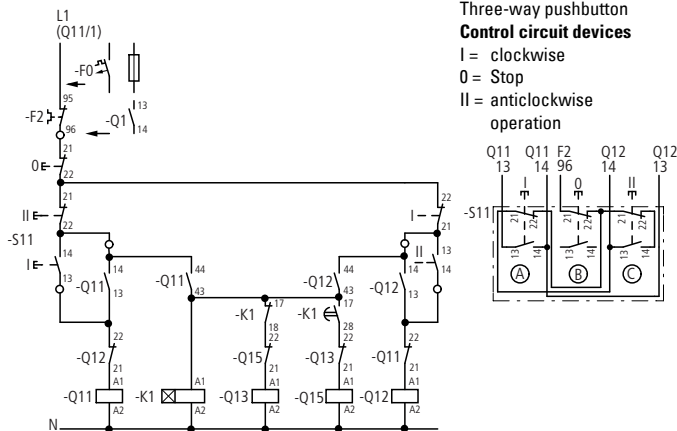 Three-way pushbutton
Control circuit devices
I = clockwise
0 = Stop
II = anticlockwise
operation
L1
(Q11/1)
-F0
95
-F2
96
13
-Q1
14
21
0
22
21
II
22
-S11
14
I
13
22
I
21
13
II
14
14
-Q11
13
44
-Q11
43
44
-Q12
43
14
-Q12
13
17
-K1
18
17
-K1
28
22
-Q12
21
22
-Q15
21
22
-Q13
21
22
-Q11
21
A1
-Q11
A2
A1
-K1
A2
A1
-Q13
A2
A1
-Q15
A2
A1
-Q12
A2
N
Q11 Q11 F2 Q12 Q12
13 14 96 14 13
I 0 II
-S11
21 22 21 22 21 22
13 14 13 14 13 14
A B C